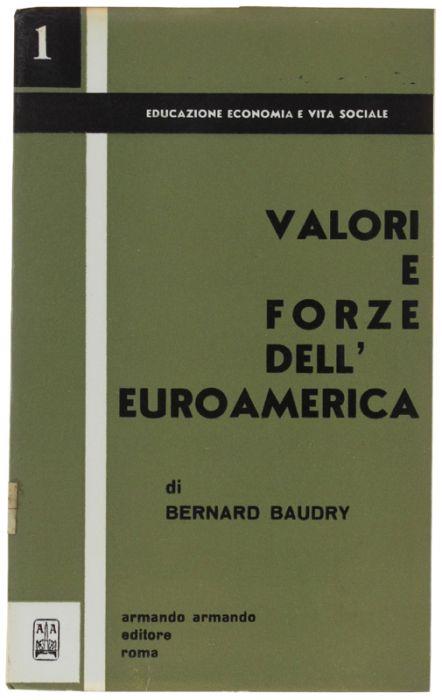 1
EDUCAZIONE ECONOMIA E VITA SOCIALE
VALORI
E
FORZE
DELL'
EUROAMERICA
di
BERNARD BAUDRY
armando armando
editore
roma
A A